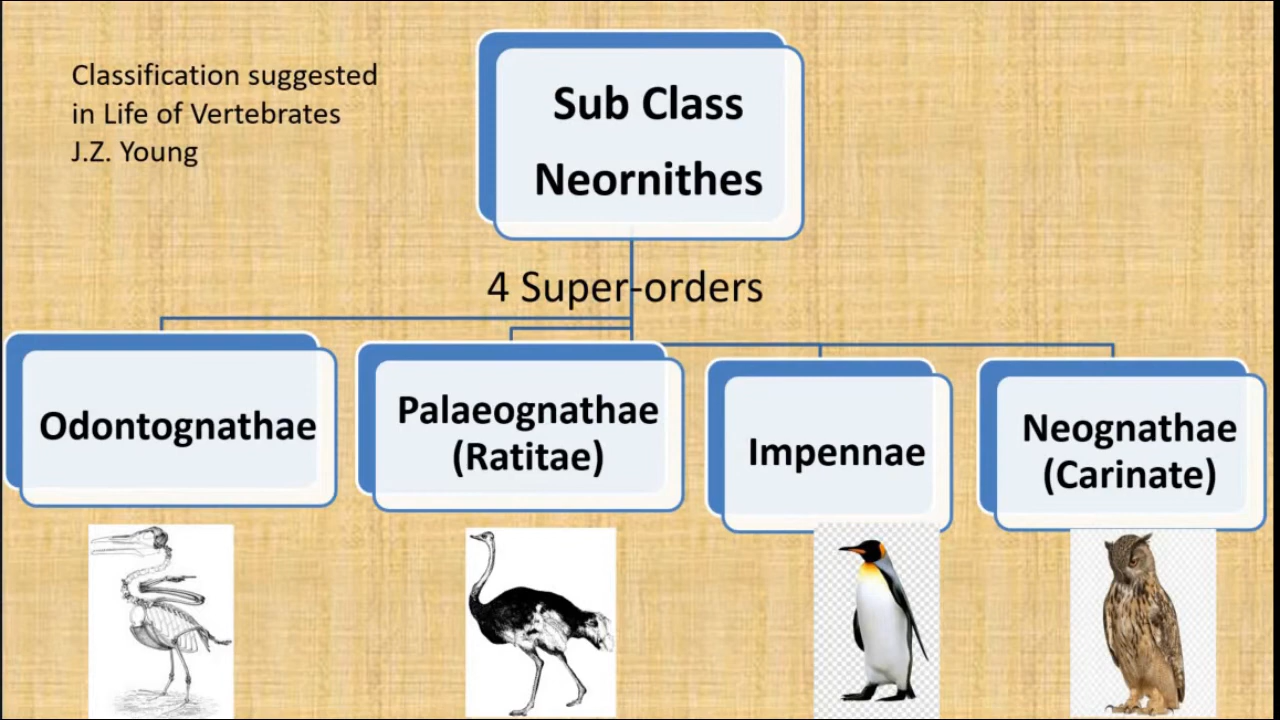 Classification suggested
in Life of Vertebrates
J.Z. Young
Sub Class
Neornithes
4 Super-orders
Odontognathae
Palaeognathae
(Ratitae)
Impennae
Neognathae
(Carinate)